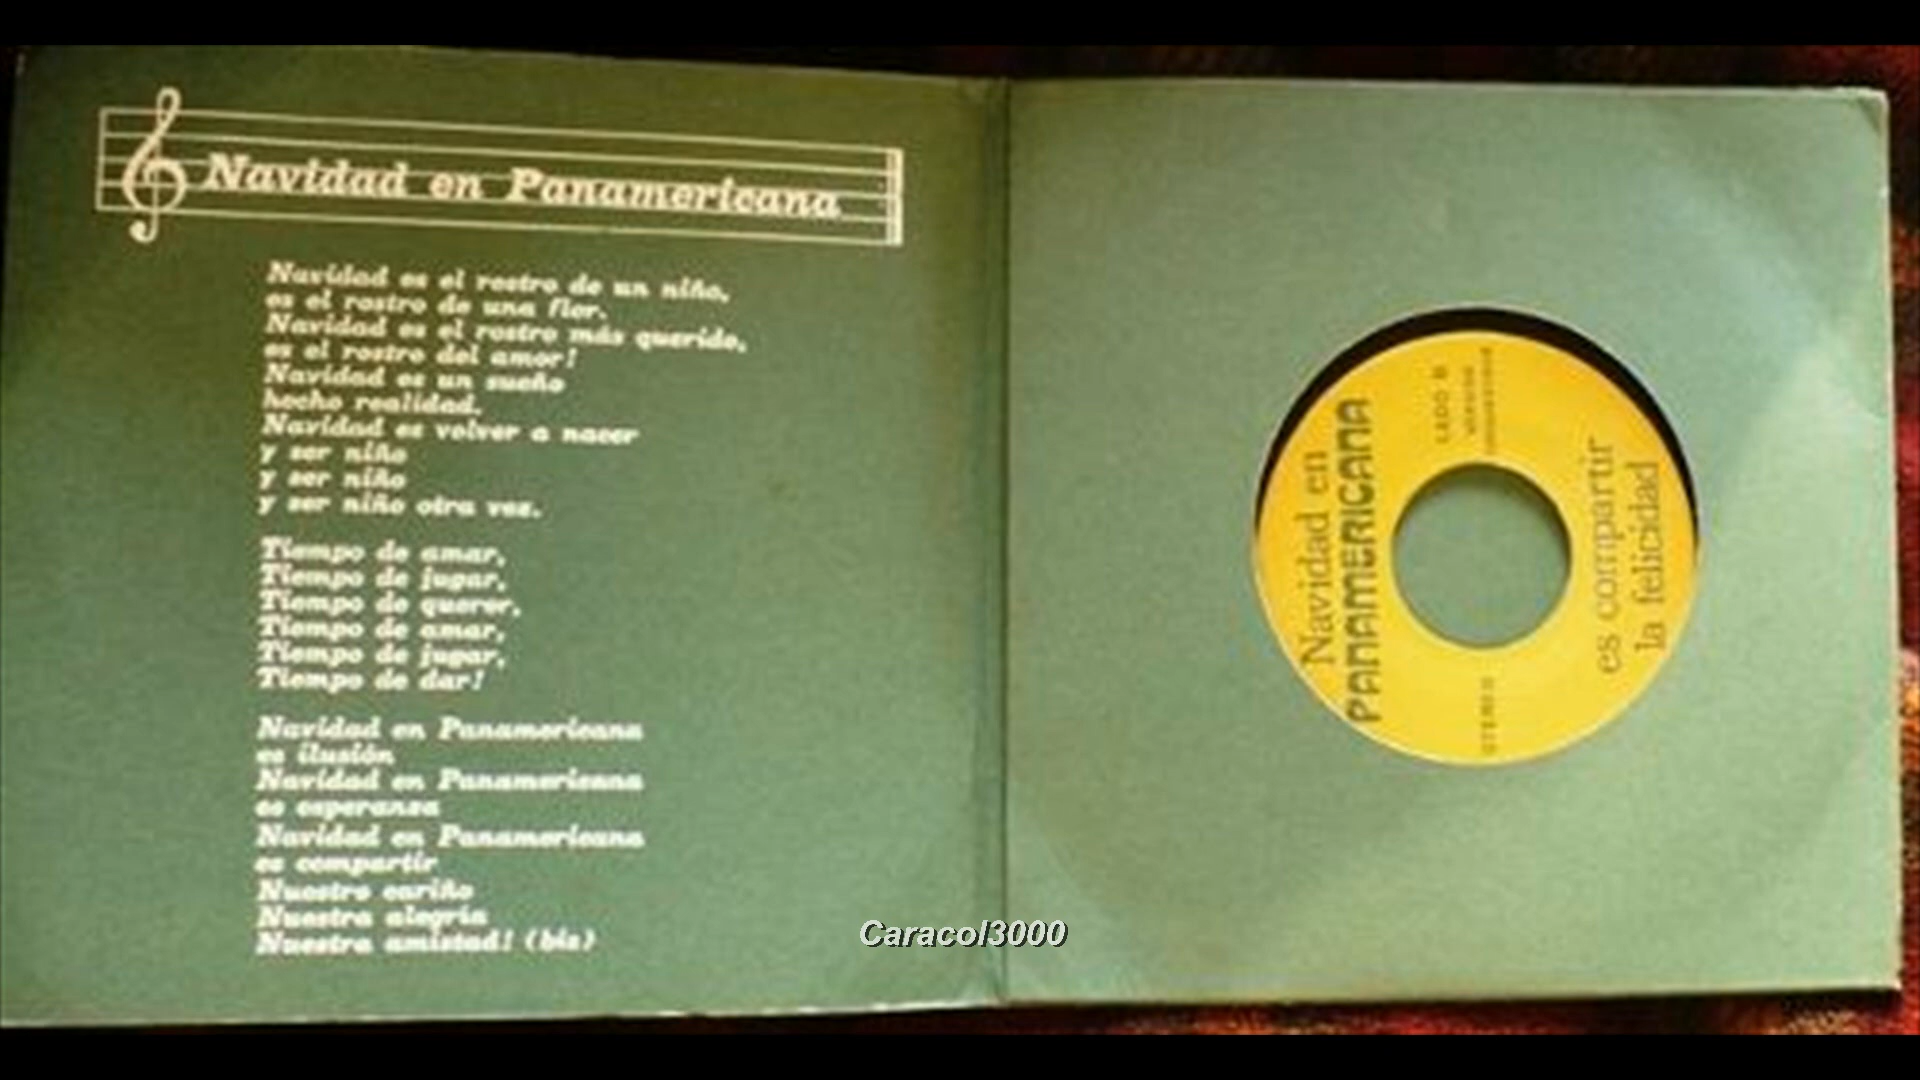 Navidad en Panamericana
Navidad es el rostro de un niño,
es el rostro de una flor.
Navidad es el rostro más querido,
es el rostro del amor!
Navidad es un sueño
hecho realidad.
Navidad es volver a nacer
y ser niño
y ser niño
y ser niño otra vez.
Tiempo de amar,
Tiempo de jugar,
Tiempo de querer,
Tiempo de amar,
Tiempo de jugar,
Tiempo de dar!
Navidad en Panamericana
es ilusión
Navidad en Panamericana
es esperanza
Navidad en Panamericana
es compartir
Nuestro cariño
Nuestra alegría
Nuestra amistad! (bis)
Navidad en
PANAMERICANA
LADO B
STEREO
es compartir
la felicidad
Caracol3000